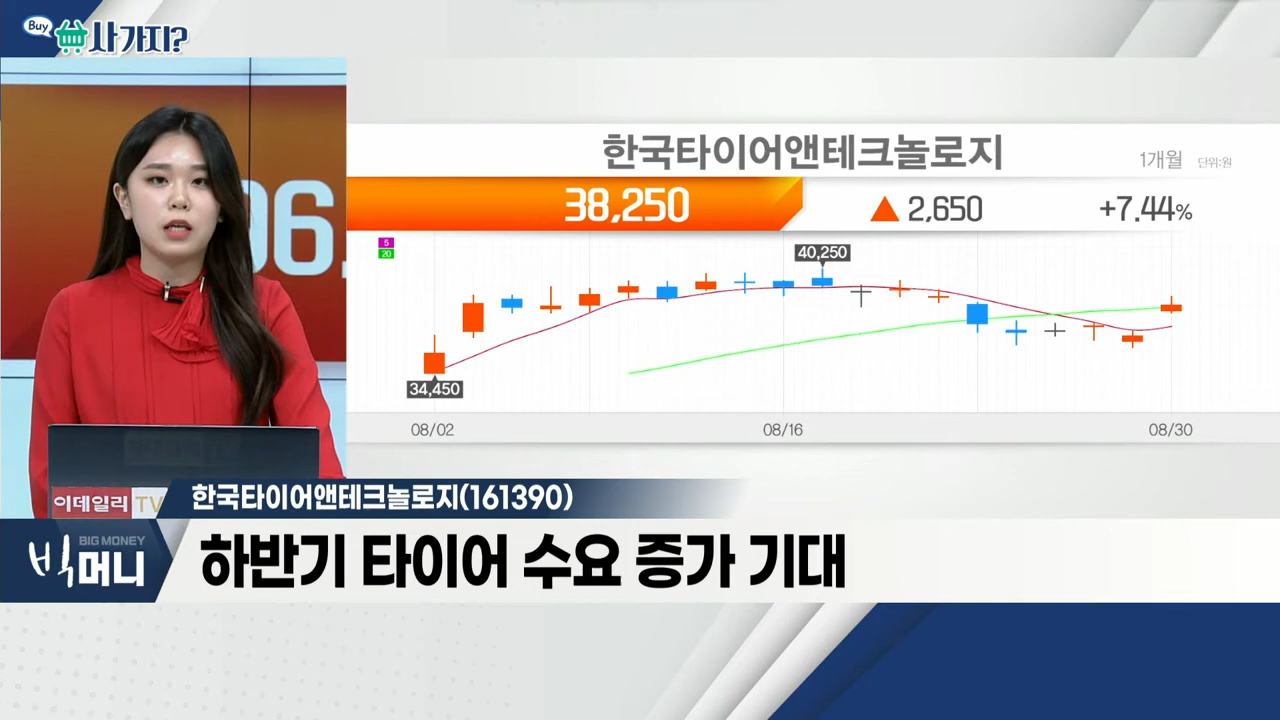 Buy
사가지?
06.
한국타이어앤테크놀로지
1개월 단위:원
38,250 ▲ 2,650 +7.44%
5
20
40,250
34,450
08/02 08/16 08/30
이데일리 TV
한국타이어앤테크놀로지(161390)
BIG MONEY
빅머니
하반기 타이어 수요 증가 기대